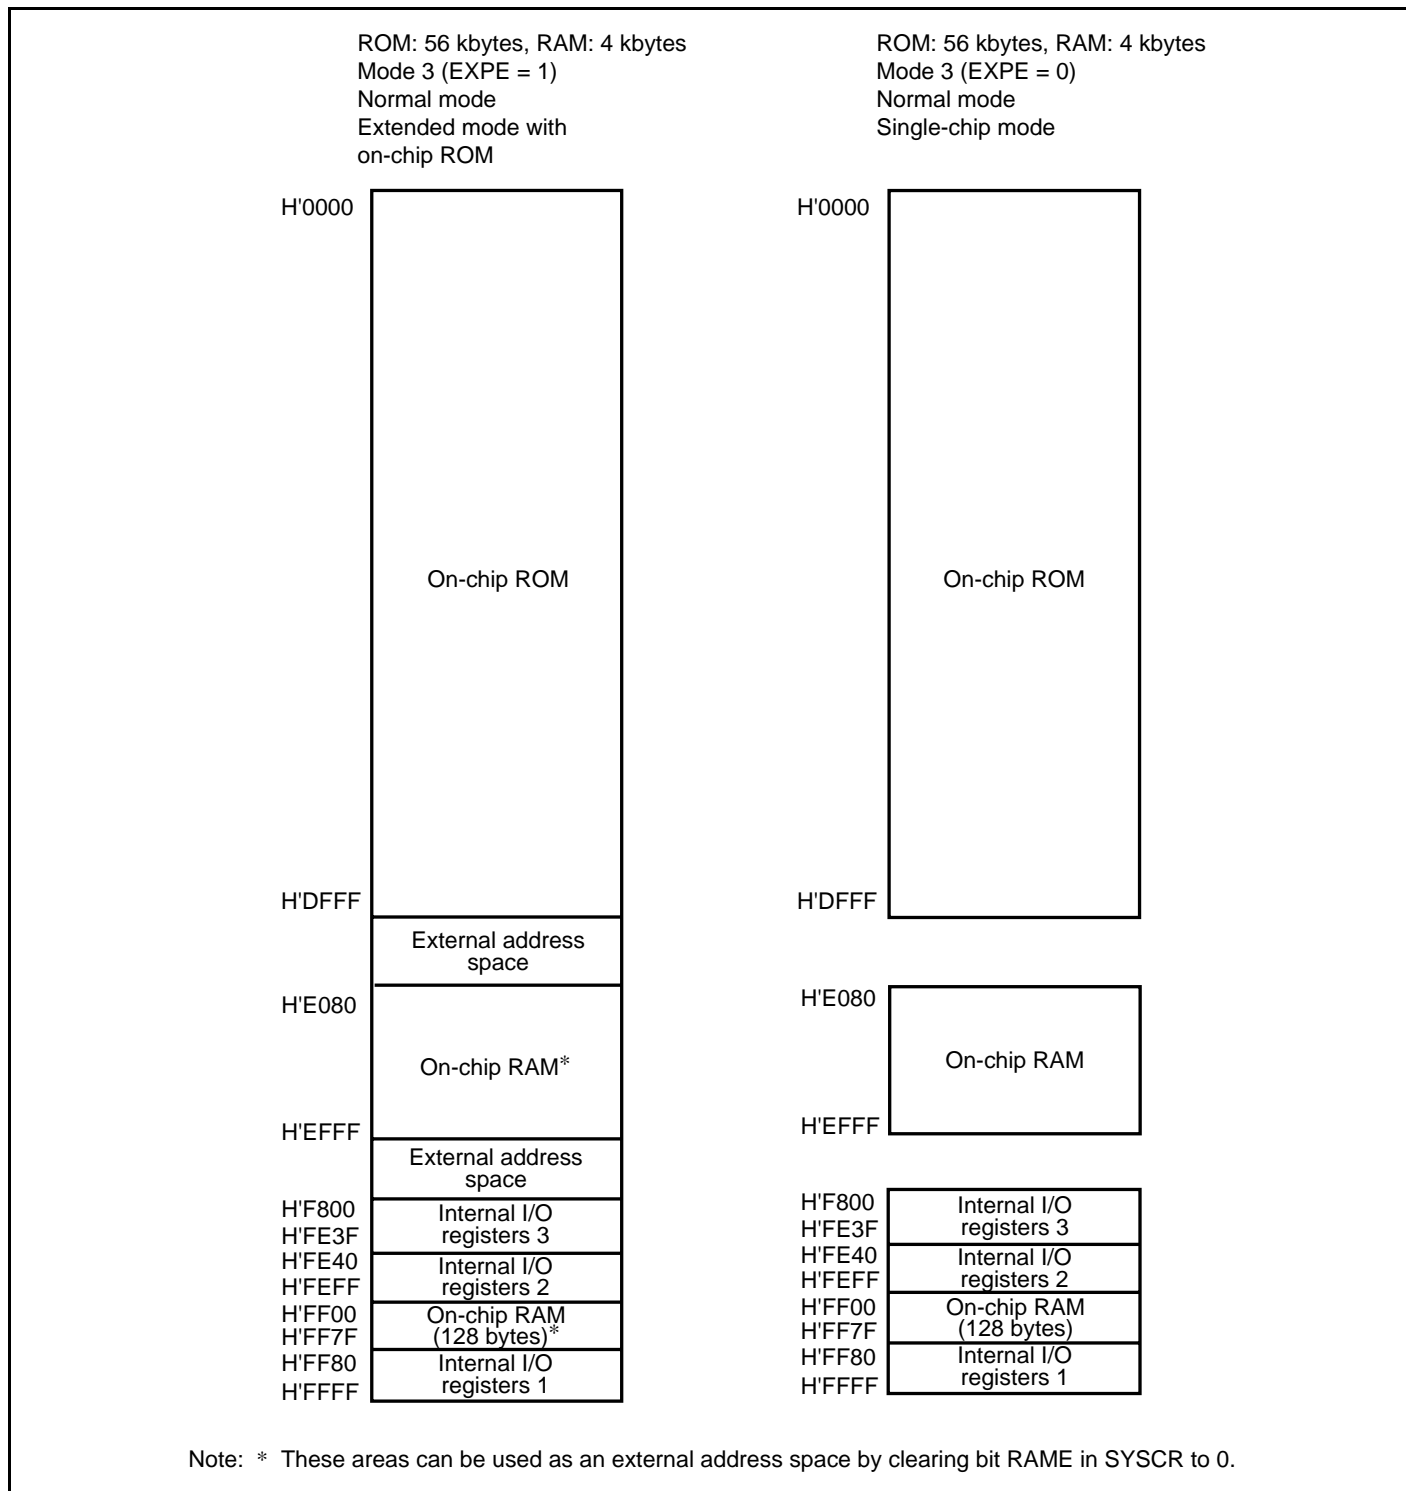 ROM: 56 kbytes, RAM: 4 kbytes
Mode 3 (EXPE = 1)
Normal mode
Extended mode with
on-chip ROM
H'0000
On-chip ROM
H'DFFF
External address
space
H'E080
On-chip RAM*
H'EFFF
External address
space
H'F800
Internal I/O
registers 3
H'FE3F
H'FE40
Internal I/O
registers 2
H'FEFF
H'FF00
On-chip RAM
(128 bytes)*
H'FF7F
H'FF80
Internal I/O
registers 1
H'FFFF
ROM: 56 kbytes, RAM: 4 kbytes
Mode 3 (EXPE = 0)
Normal mode
Single-chip mode
H'0000
On-chip ROM
H'DFFF
H'E080
On-chip RAM
H'EFFF
H'F800
Internal I/O
registers 3
H'FE3F
H'FE40
Internal I/O
registers 2
H'FEFF
H'FF00
On-chip RAM
(128 bytes)
H'FF7F
H'FF80
Internal I/O
registers 1
H'FFFF
Note: * These areas can be used as an external address space by clearing bit RAME in SYSCR to 0.